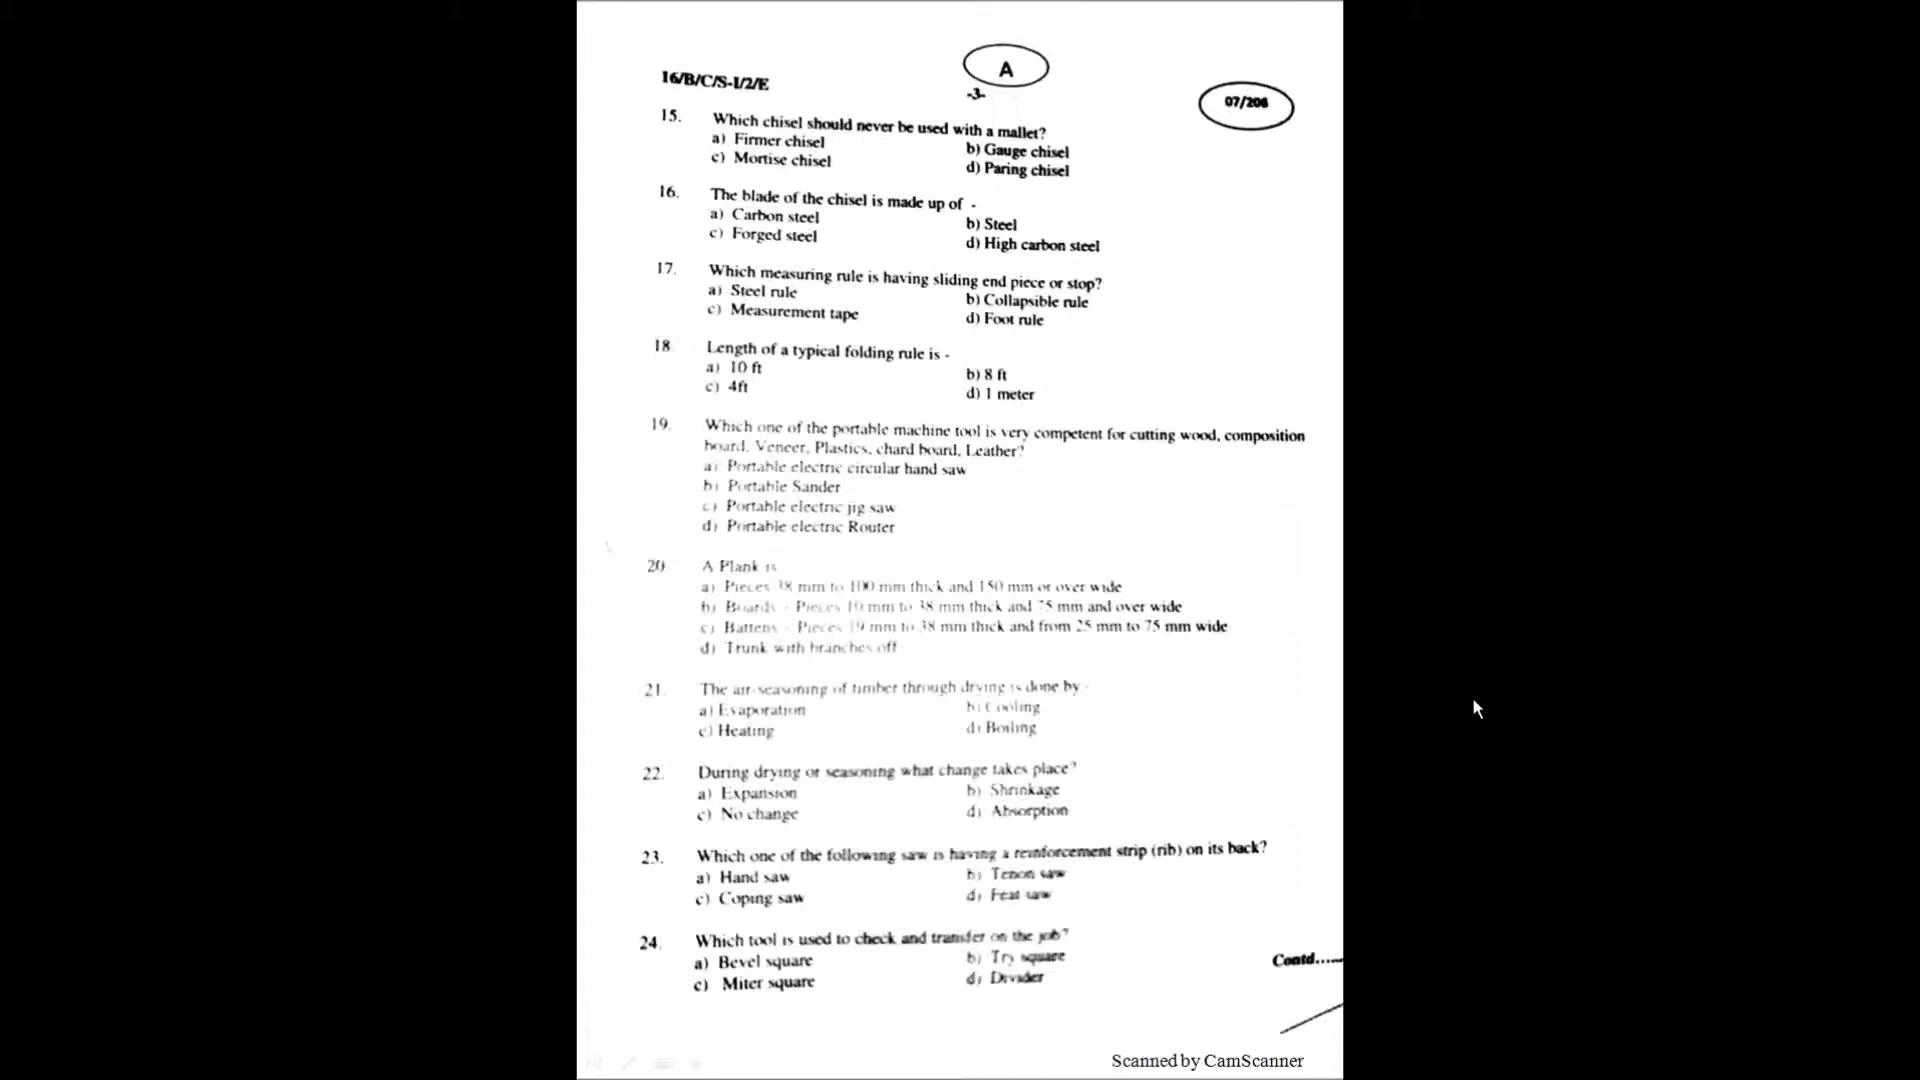 A
16/B/C/S-1/2/E
-3-
07/206
15. Which chisel should never be used with a mallet?
a) Firmer chisel b) Gauge chisel
c) Mortise chisel d) Paring chisel
16. The blade of the chisel is made up of -
a) Carbon steel b) Steel
c) Forged steel d) High carbon steel
17. Which measuring rule is having sliding end piece or stop?
a) Steel rule b) Collapsible rule
c) Measurement tape d) Foot rule
18. Length of a typical folding rule is -
a) 10 ft b) 8 ft
c) 4ft d) 1 meter
19. Which one of the portable machine tool is very competent for cutting wood, composition
board, Veneer, Plastics, chard board, Leather?
a) Portable electric circular hand saw
b) Portable Sander
c) Portable electric jig saw
d) Portable electric Router
20 A Plank is
a) Pieces 38 mm to 100 mm thick and 150 mm or over wide
b) Boards - Pieces 10 mm to 38 mm thick and 75 mm and over wide
c) Battens - Pieces 19 mm to 38 mm thick and from 25 mm to 75 mm wide
d) Trunk with branches off
21. The air-seasoning of timber through drying is done by -
a) Evaporation b) Cooling
c) Heating d) Boiling
22. During drying or seasoning what change takes place?
a) Expansion b) Shrinkage
c) No change d) Absorption
23. Which one of the following saw is having a reinforcement strip (rib) on its back?
a) Hand saw b) Tenon saw
c) Coping saw d) Feat saw
24. Which tool is used to check and transfer on the job?
a) Bevel square b) Try square
c) Miter square d) Divider
Contd.....
Scanned by CamScanner